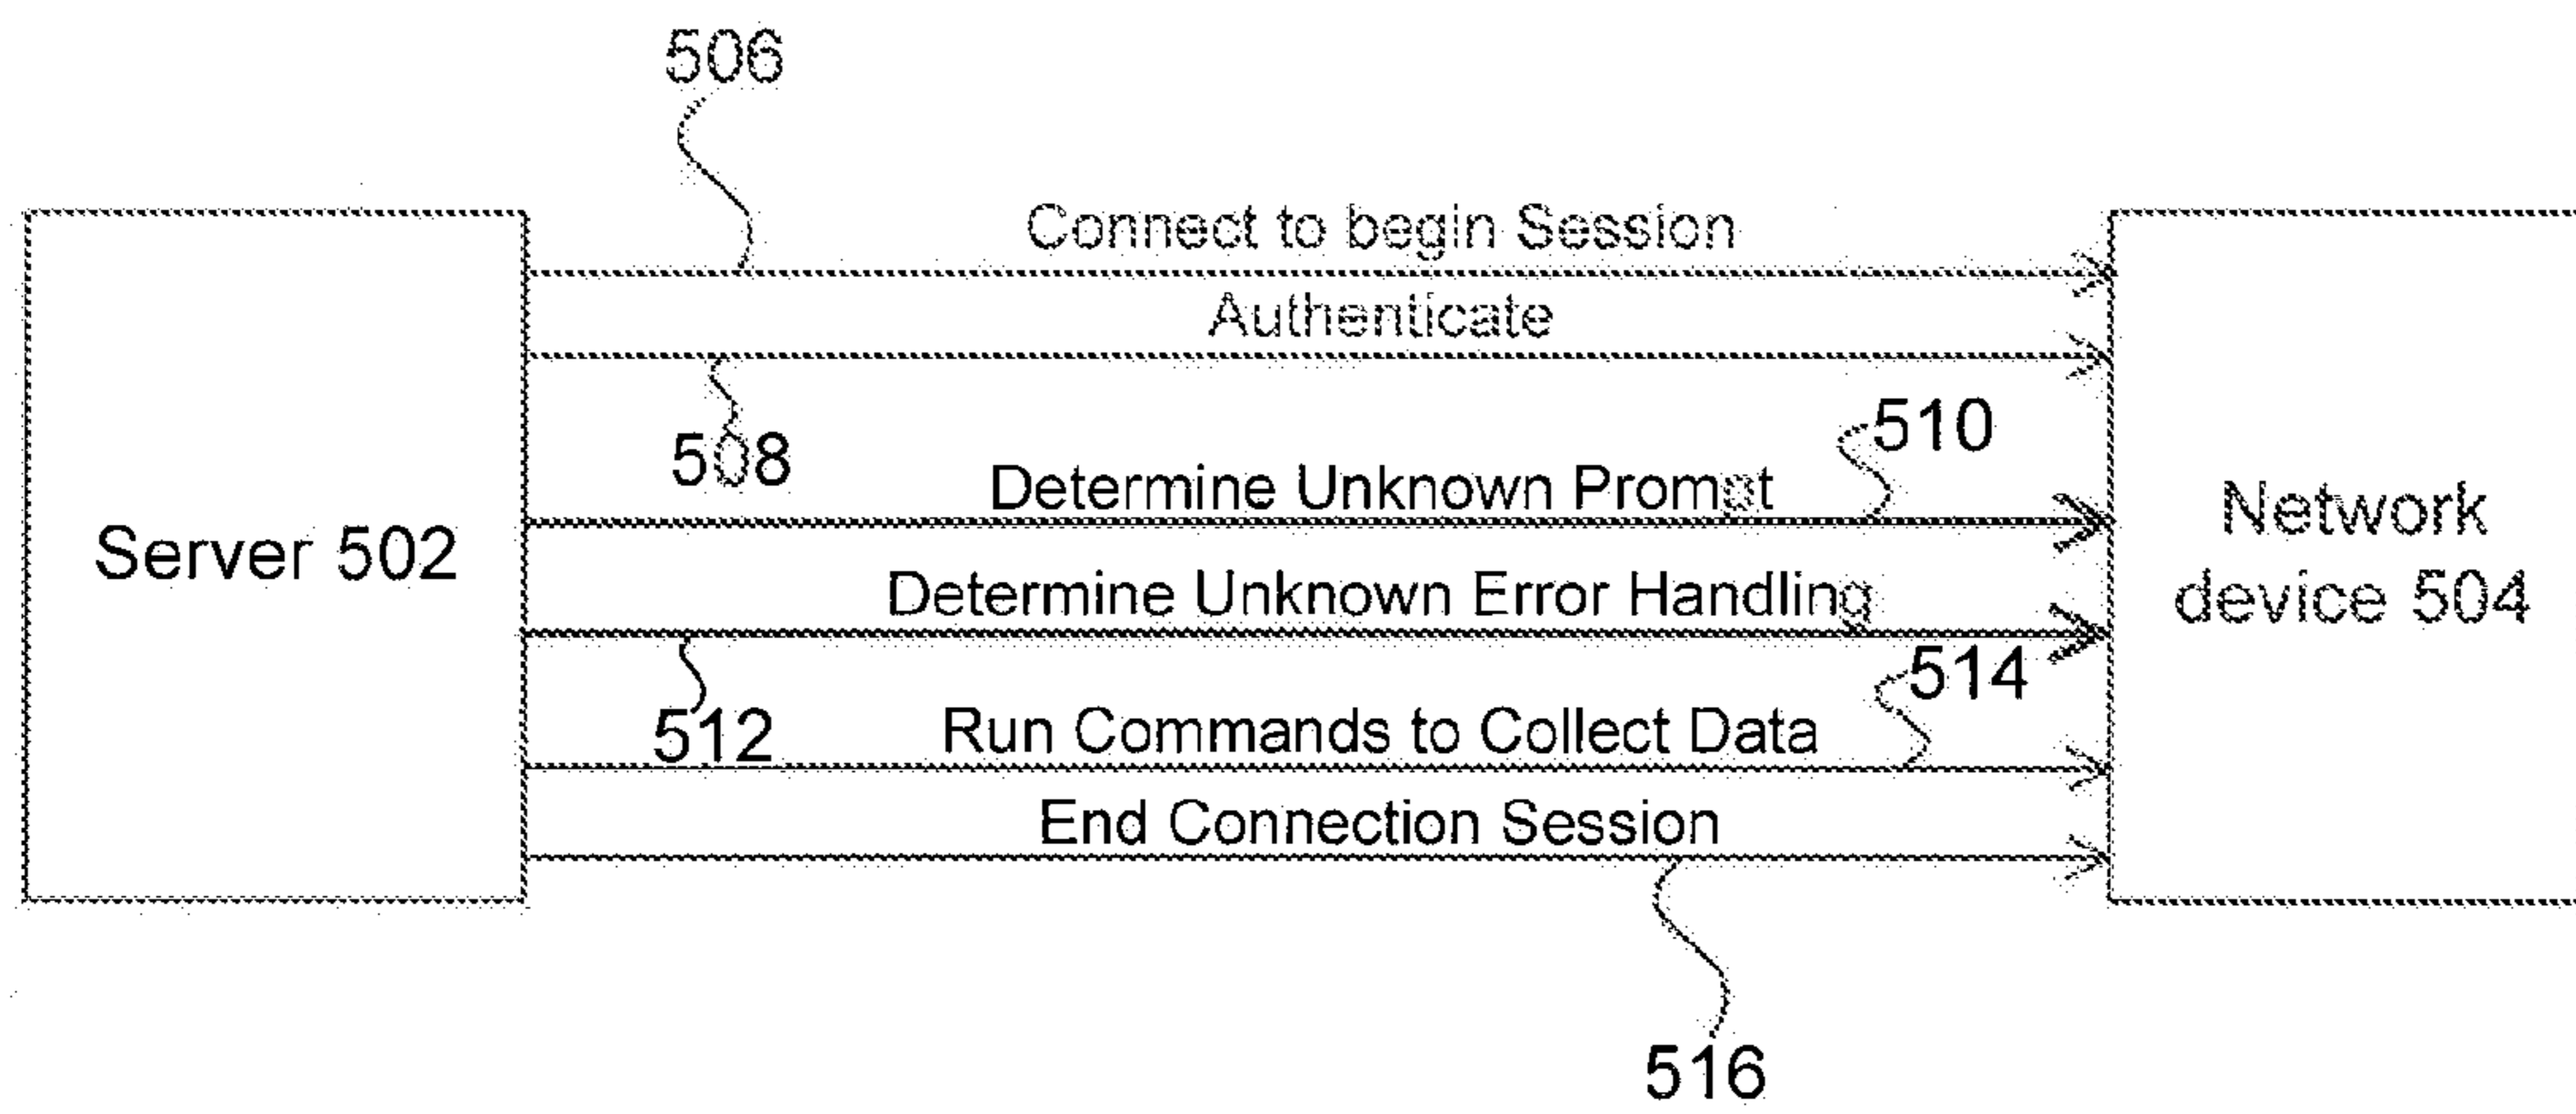 506
Connect to begin Session
Authenticate
508
510
Determine Unknown Prompt
Server 502
Network
device 504
Determine Unknown Error Handling
512
514
Run Commands to Collect Data
End Connection Session
516